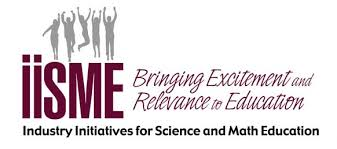 iiSME
Bringing Excitement and
Relevance to Education
Industry Initiatives for Science and Math Education